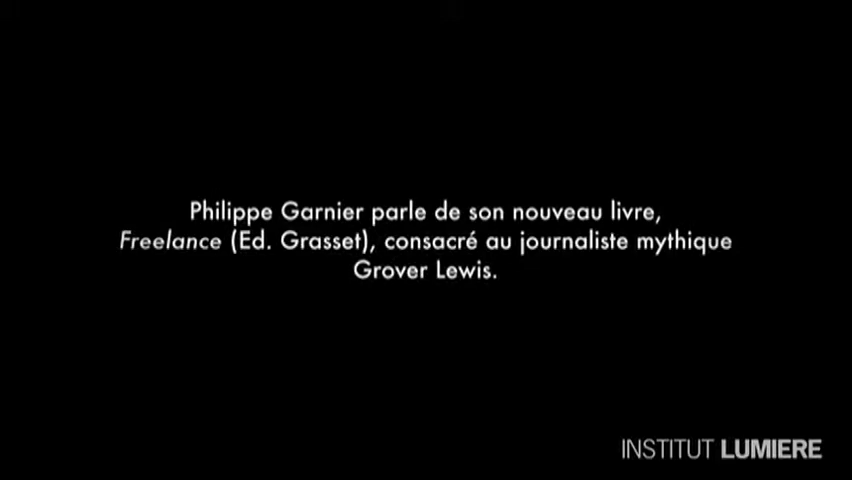 Philippe Garnier parle de son nouveau livre,
Freelance (Ed. Grasset), consacré au journaliste mythique
Grover Lewis.
INSTITUT LUMIERE